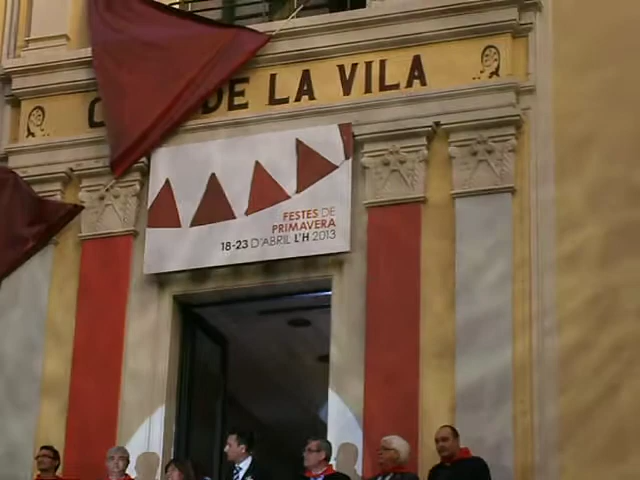 C DE LA VILA
FESTES DE
PRIMAVERA
18-23 D'ABRIL L'H 2013